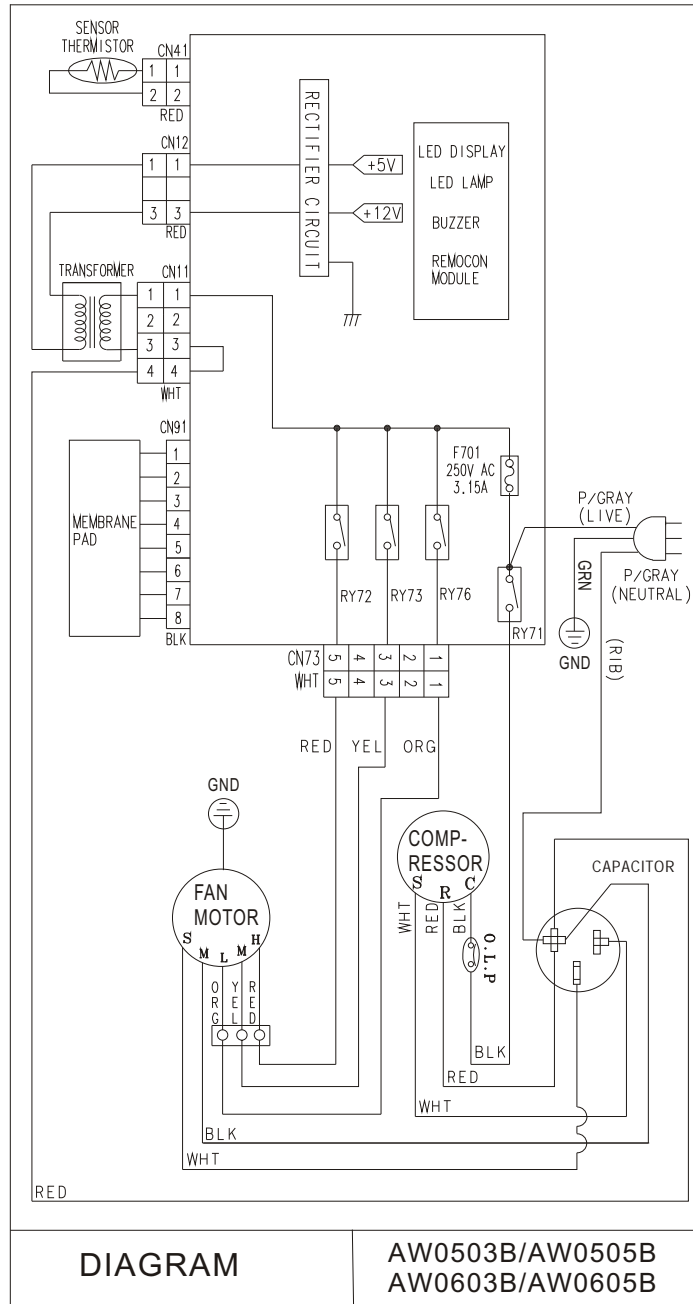 SENSOR
THERMISTOR
CN41
1 1
2 2
RED
CN12
1 1
3 3
RED
RECTIFIER CIRCUIT
+5V
+12V
LED DISPLAY
LED LAMP
BUZZER
REMOCON
MODULE
TRANSFORMER
CN11
1 1
2 2
3 3
4 4
WHT
CN91
1
2
3
4
5
6
7
8
BLK
MEMBRANE
PAD
F701
250V AC
3.15A
P/GRAY
(LIVE)
P/GRAY
(NEUTRAL)
GRN
GND
(RIB)
RY72
RY73
RY76
RY71
CN73
WHT
5 4 3 2 1
5 4 3 2 1
RED YEL ORG
GND
FAN
MOTOR
S M L M H
ORG
YEL
RED
COMP-
RESSOR
S R C
WHT
RED
BLK
O.L.P
CAPACITOR
BLK
RED
WHT
BLK
WHT
RED
DIAGRAM
AW0503B/AW0505B
AW0603B/AW0605B